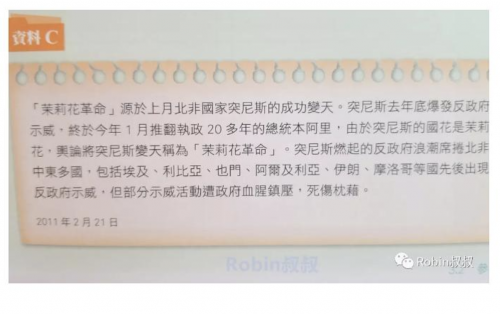 資料 C
「茉莉花革命」源於上月北非國家突尼斯的成功變天。突尼斯去年底爆發反政府
示威，終於今年 1 月推翻執政 20 多年的總統本阿里，由於突尼斯的國花是茉莉
花，輿論將突尼斯變天稱為「茉莉花革命」。突尼斯燃起的反政府浪潮席捲北非
中東多國，包括埃及、利比亞、也門、阿爾及利亞、伊朗、摩洛哥等國先後出現
反政府示威，但部分示威活動遭政府血腥鎮壓，死傷枕藉。
2011 年 2 月 21 日
Robin叔叔
Robin叔叔